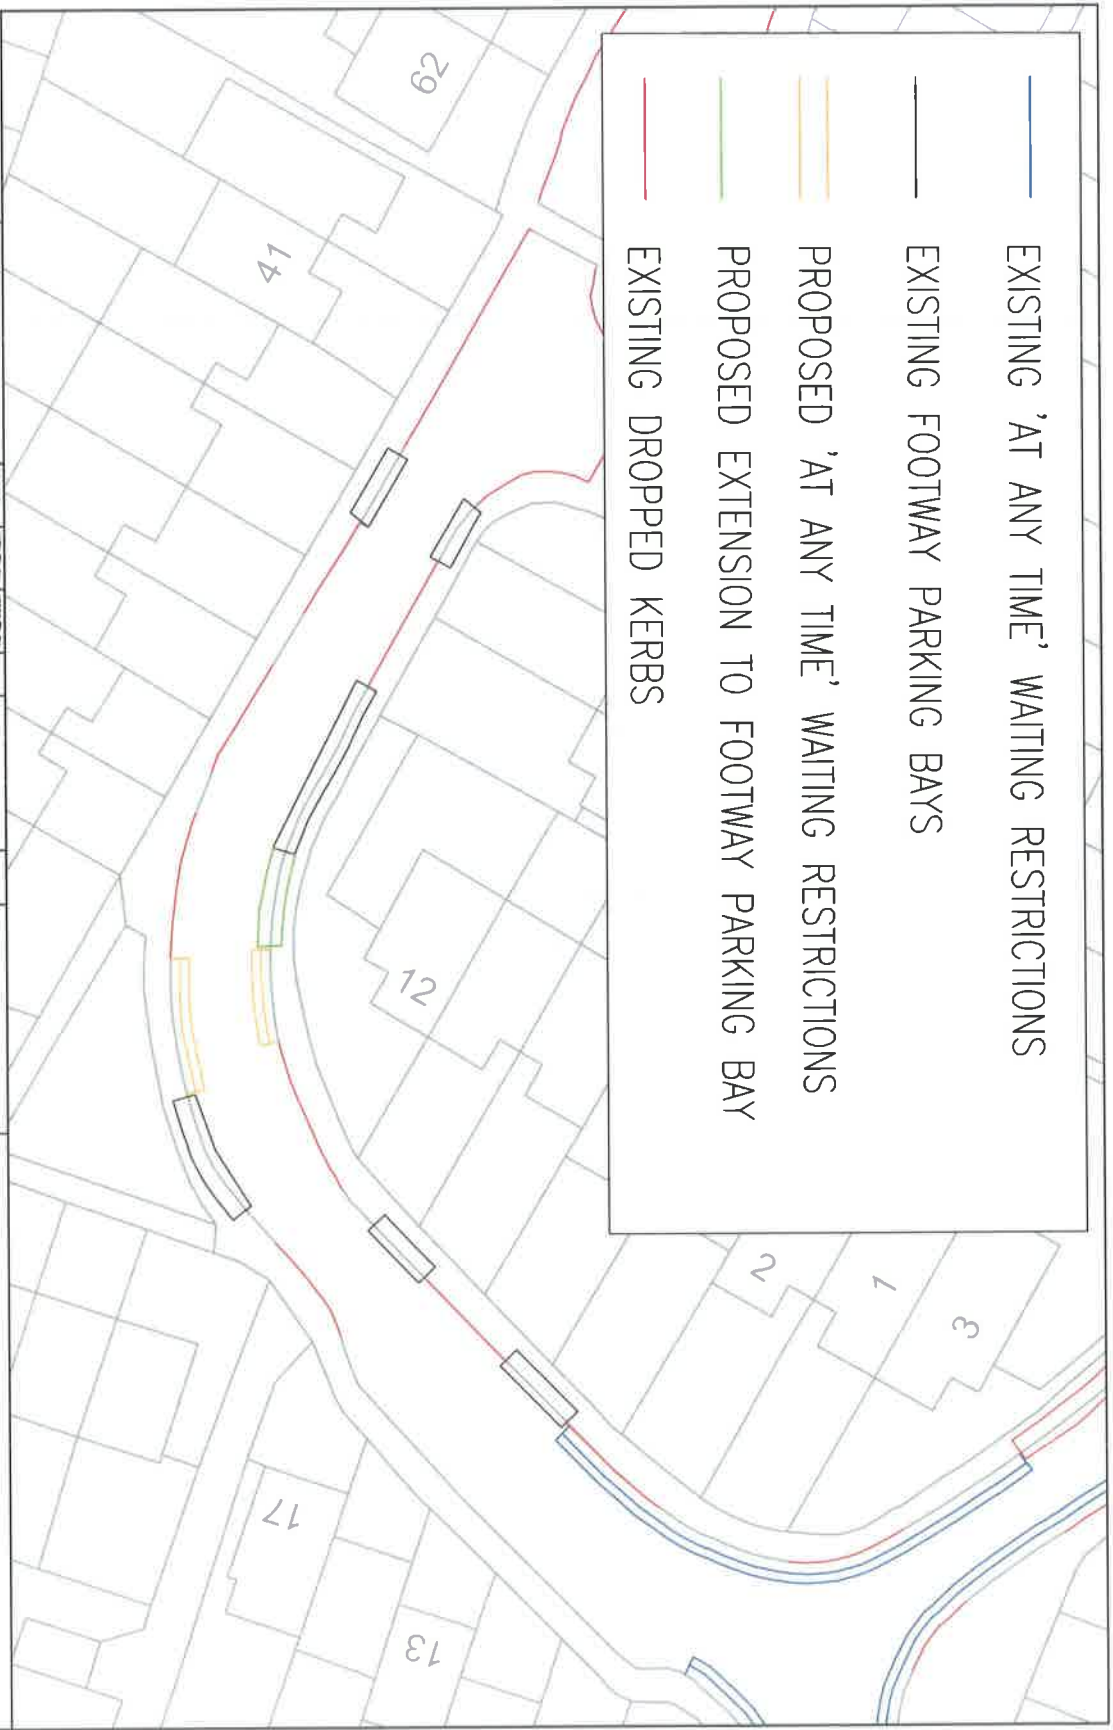 EXISTING 'AT ANY TIME' WAITING RESTRICTIONS
EXISTING FOOTWAY PARKING BAYS
PROPOSED 'AT ANY TIME' WAITING RESTRICTIONS
PROPOSED EXTENSION TO FOOTWAY PARKING BAY
EXISTING DROPPED KERBS
3
1
2
12
62
41
13
17